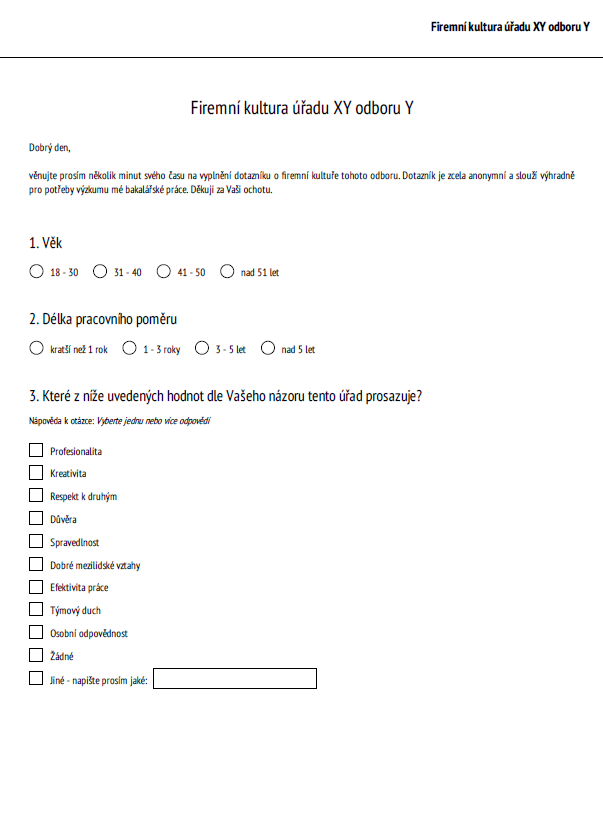 Firemní kultura úřadu XY odboru Y
Firemní kultura úřadu XY odboru Y
Dobrý den,
věnujte prosím několik minut svého času na vyplnění dotazníku o firemní kultuře tohoto odboru. Dotazník je zcela anonymní a slouží výhradně
pro potřeby výzkumu mé bakalářské práce. Děkuji za Vaši ochotu.
1. Věk
18 - 30 31 - 40 41 - 50 nad 51 let
2. Délka pracovního poměru
kratší než 1 rok 1 - 3 roky 3 - 5 let nad 5 let
3. Které z níže uvedených hodnot dle Vašeho názoru tento úřad prosazuje?
Nápověda k otázce: Vyberte jednu nebo více odpovědí
Profesionalita
Kreativita
Respekt k druhým
Důvěra
Spravedlnost
Dobré mezilidské vztahy
Efektivita práce
Týmový duch
Osobní odpovědnost
Žádné
Jiné - napište prosím jaké: